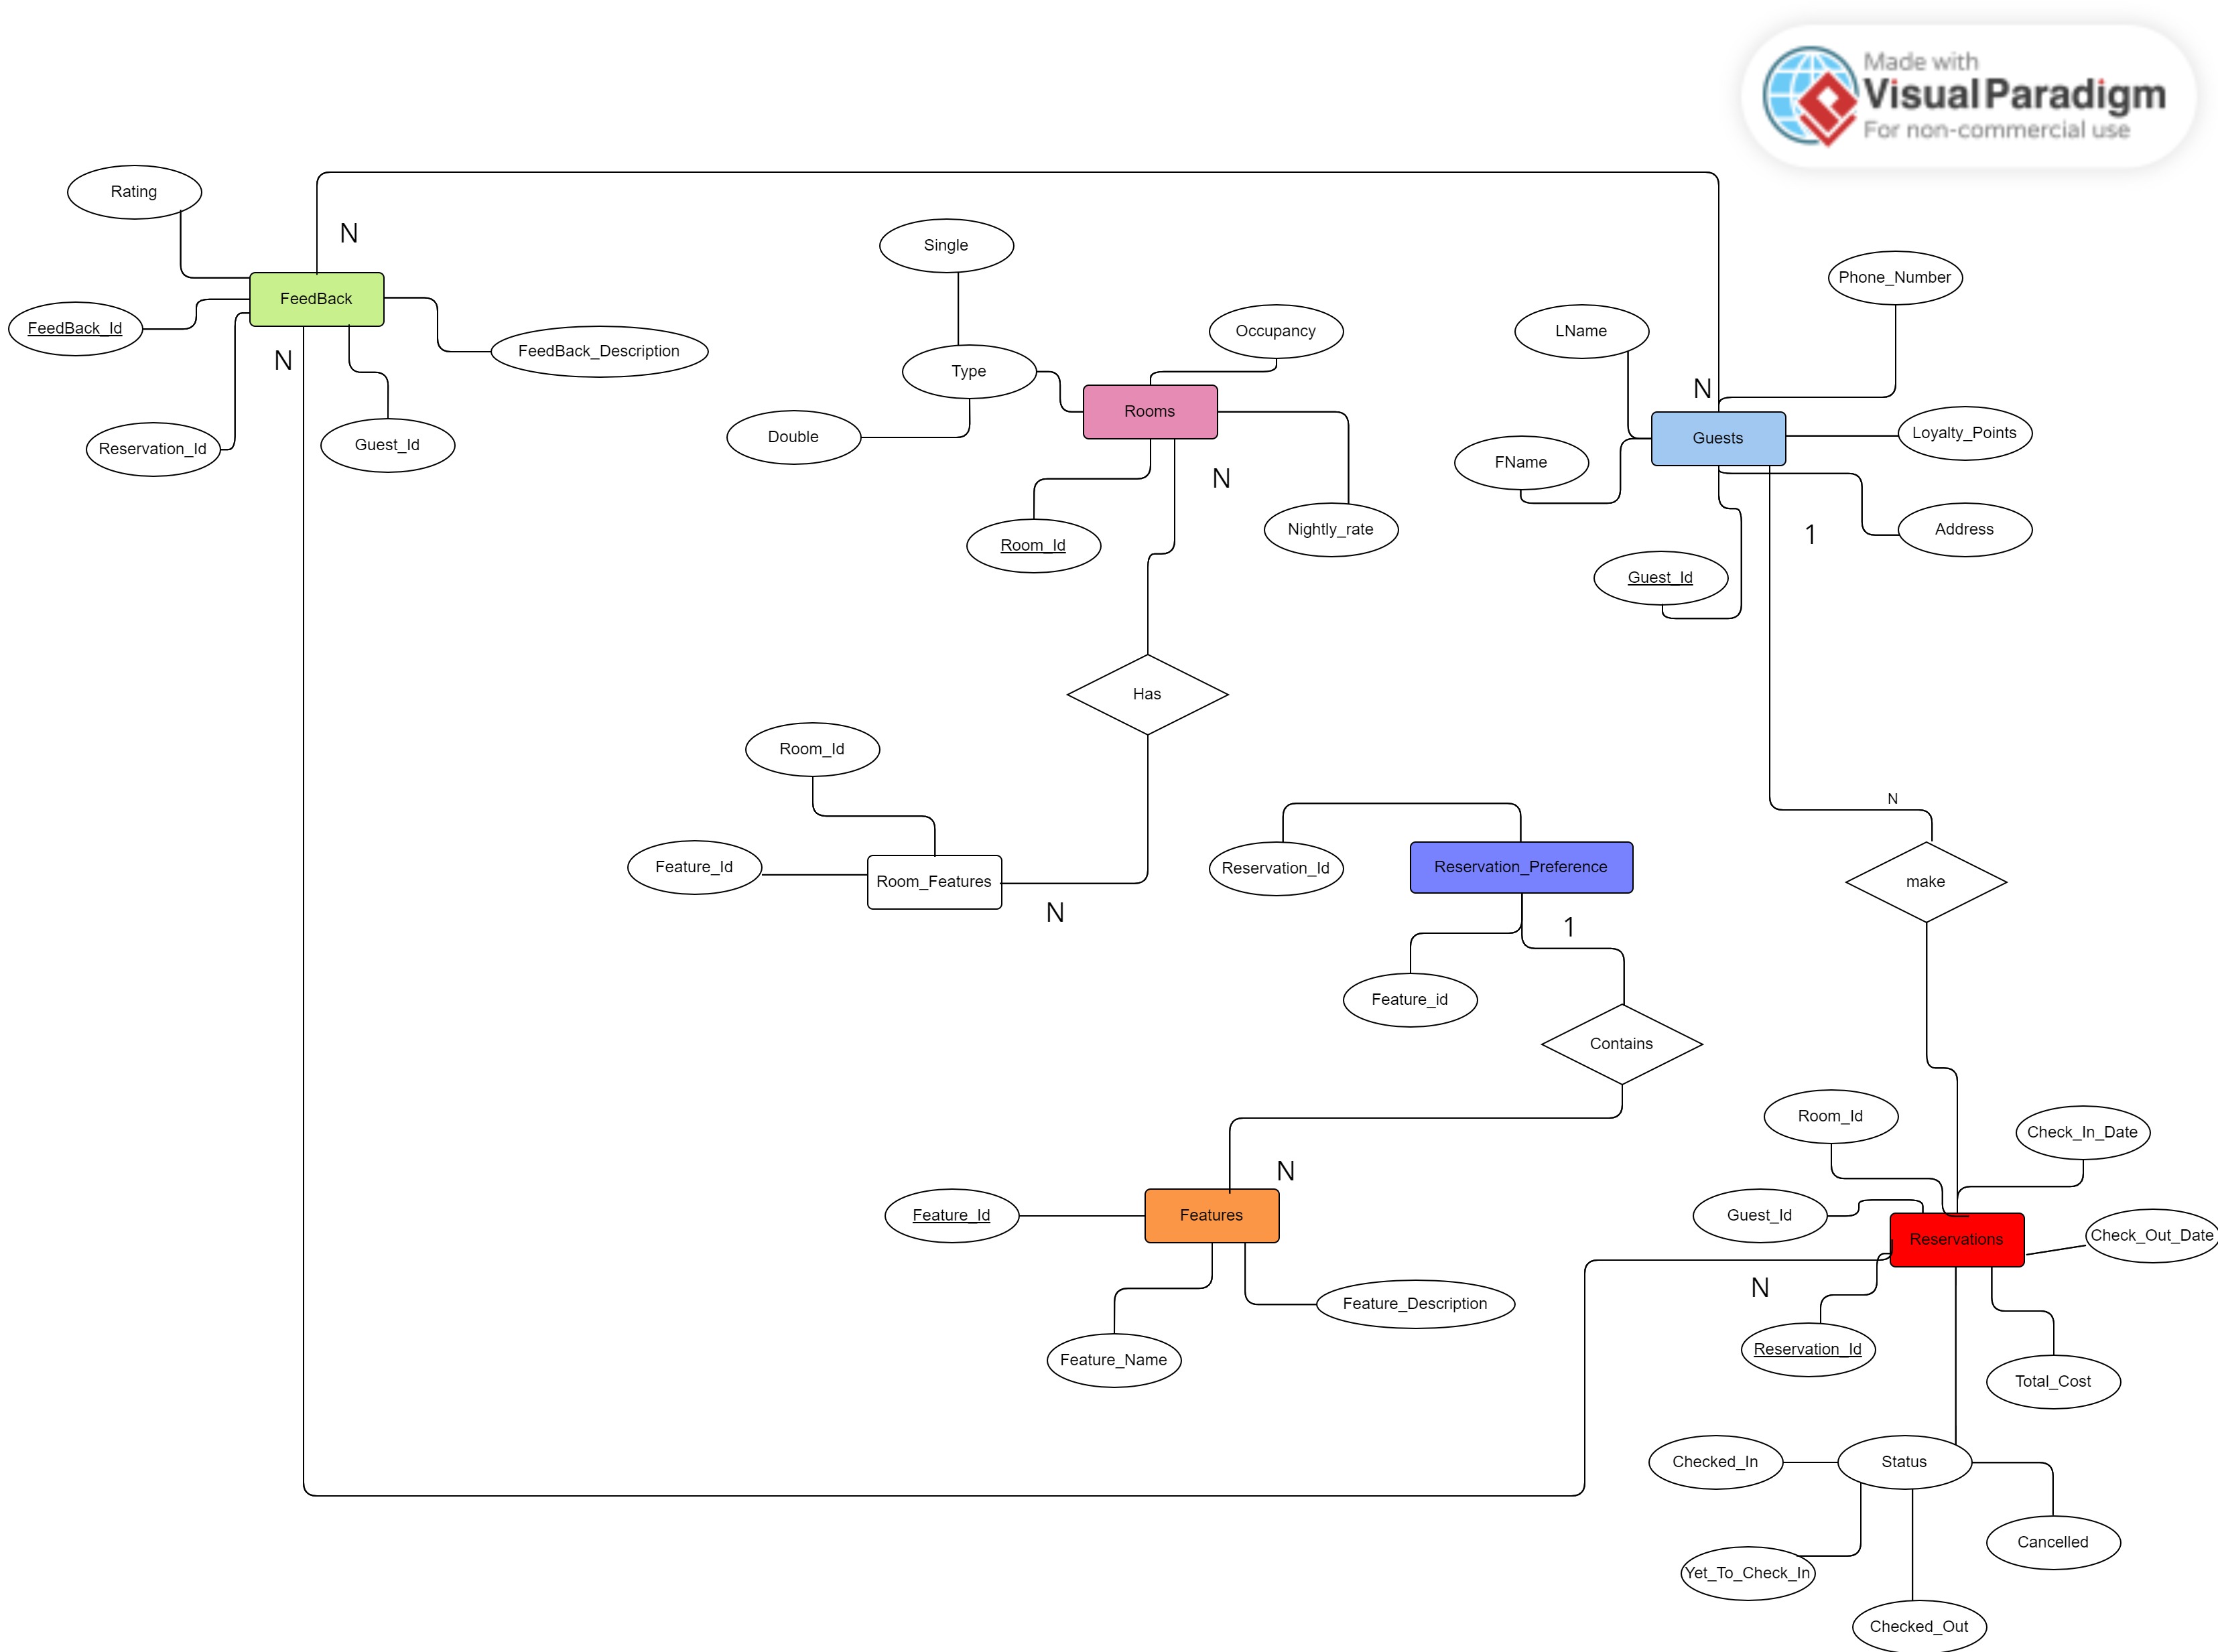 Made with
Visual Paradigm
For non-commercial use
Rating
N
FeedBack
FeedBack_Id
N
FeedBack_Description
Reservation_Id
Guest_Id
Single
Type
Double
Occupancy
Rooms
N
Room_Id
Nightly_rate
Phone_Number
LName
N
Guests
Loyalty_Points
FName
1
Address
Guest_Id
Has
Room_Id
Feature_Id
Room_Features
N
Reservation_Id
Reservation_Preference
1
Feature_id
Contains
N
make
N
Feature_Id
Features
Feature_Name
Feature_Description
Room_Id
Check_In_Date
Guest_Id
Reservations
Check_Out_Date
N
Reservation_Id
Total_Cost
Checked_In
Status
Cancelled
Yet_To_Check_In
Checked_Out